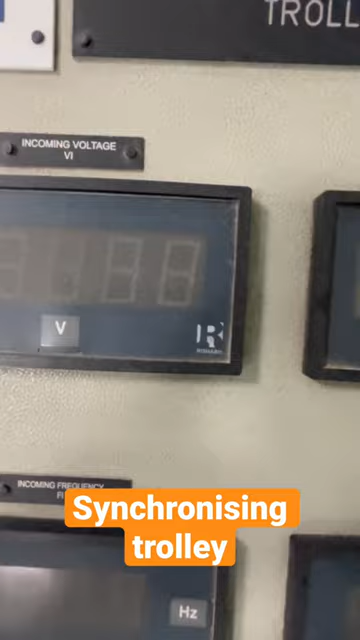 TROLL
INCOMING VOLTAGE
VI
V
RISHABH
INCOMING FREQUENCY
Synchronising
trolley
Hz